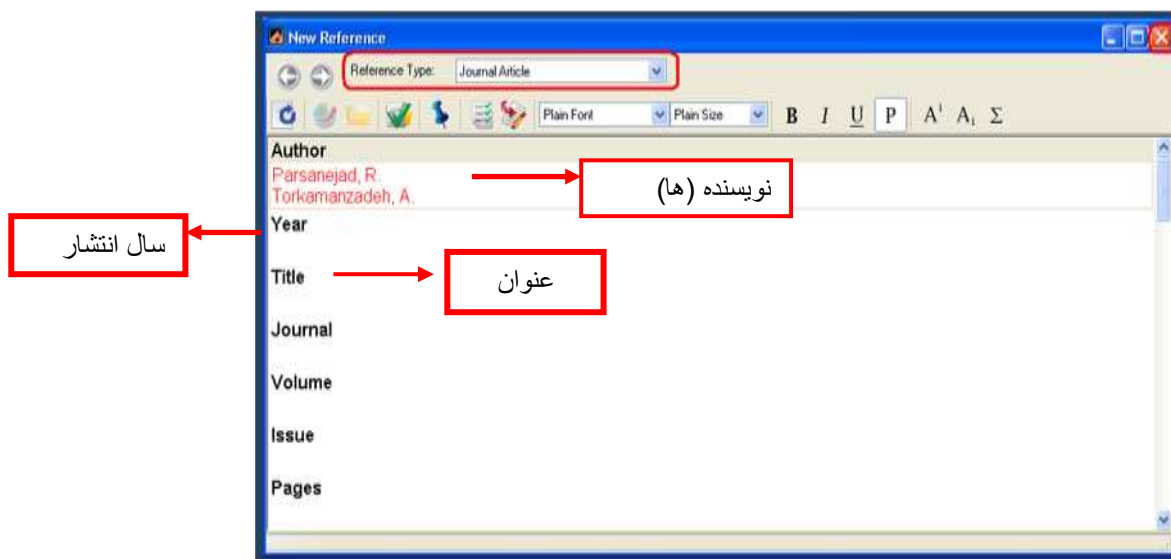 New Reference
Reference Type: Journal Article
Plain Font Plain Size B I U P A¹ A₁ Σ
Author
Parsanejad, R.
Torkamanzadeh, A.
نویسنده (ها)
Year
سال انتشار
Title
عنوان
Journal
Volume
Issue
Pages